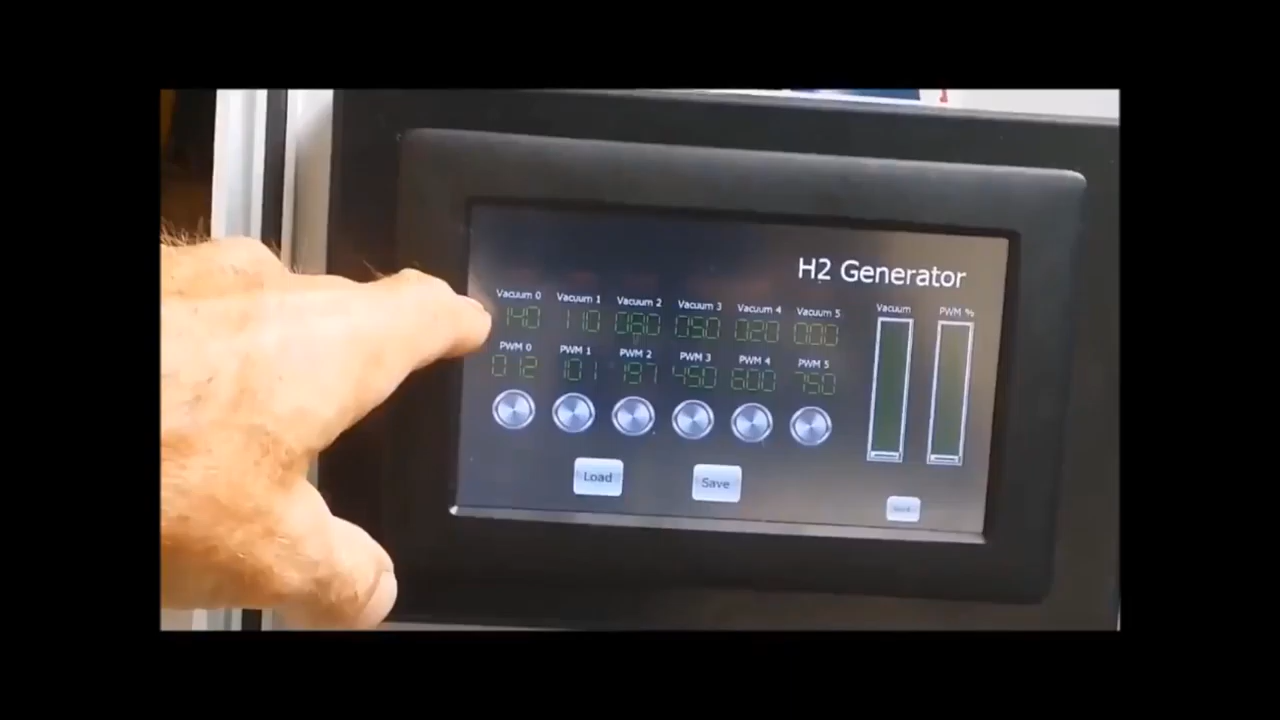 H2 Generator
Vacuum 0 Vacuum 1 Vacuum 2 Vacuum 3 Vacuum 4 Vacuum 5 Vacuum PWM %
140 110 080 050 020 000
PWM 0 PWM 1 PWM 2 PWM 3 PWM 4 PWM 5
012 101 197 450 600 750
Load Save